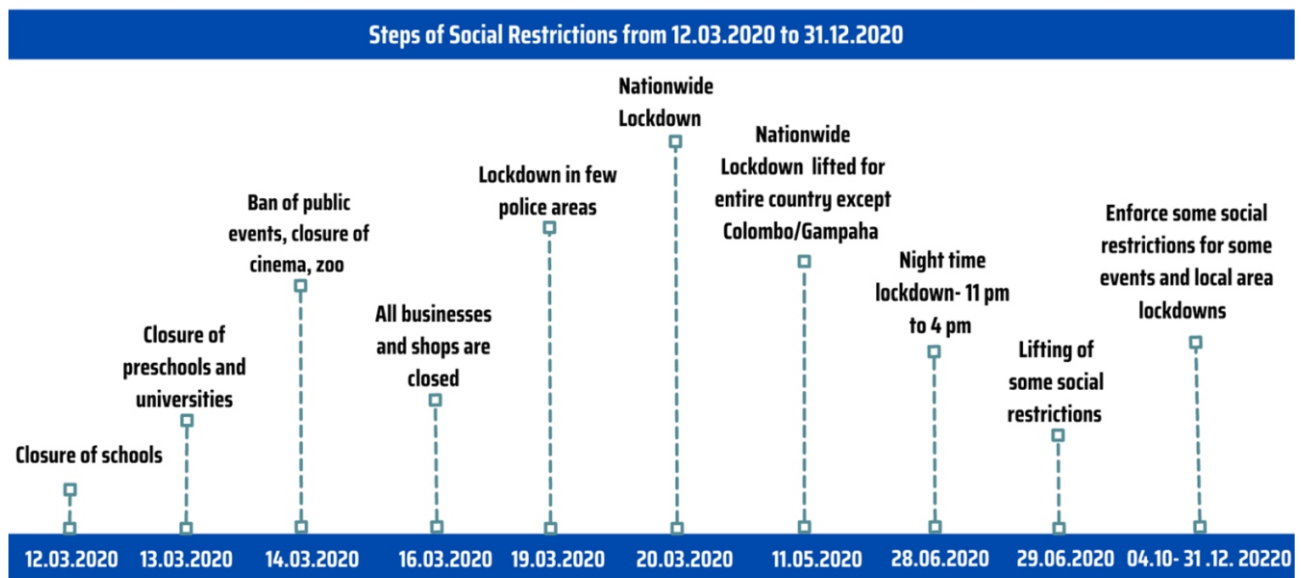 Steps of Social Restrictions from 12.03.2020 to 31.12.2020
Closure of schools
Closure of
preschools and
universities
Ban of public
events, closure of
cinema, zoo
All businesses
and shops are
closed
Lockdown in few
police areas
Nationwide
Lockdown
Nationwide
Lockdown lifted for
entire country except
Colombo/Gampaha
Night time
lockdown- 11 pm
to 4 pm
Lifting of
some social
restrictions
Enforce some social
restrictions for some
events and local area
lockdowns
12.03.2020 13.03.2020 14.03.2020 16.03.2020 19.03.2020 20.03.2020 11.05.2020 28.06.2020 29.06.2020 04.10- 31 .12. 20220